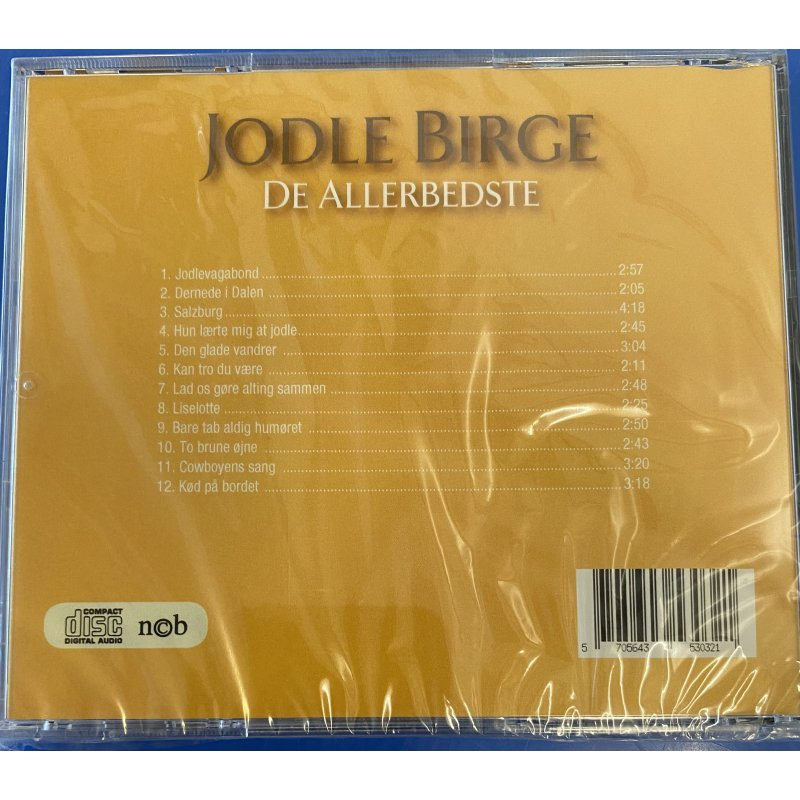 JODLE BIRGE
DE ALLERBEDSTE
1. Jodlevagabond 2:57
2. Dernede i Dalen 2:05
3. Salzburg 4:18
4. Hun lærte mig at jodle 2:45
5. Den glade vandrer 3:04
6. Kan tro du være 2:11
7. Lad os gøre alting sammen 2:48
8. Liselotte 2:25
9. Bare tab aldig humøret 2:50
10. To brune øjne 2:43
11. Cowboyens sang 3:20
12. Kød på bordet 3:18
COMPACT
disc
DIGITAL AUDIO
n©b
5 705643 530321